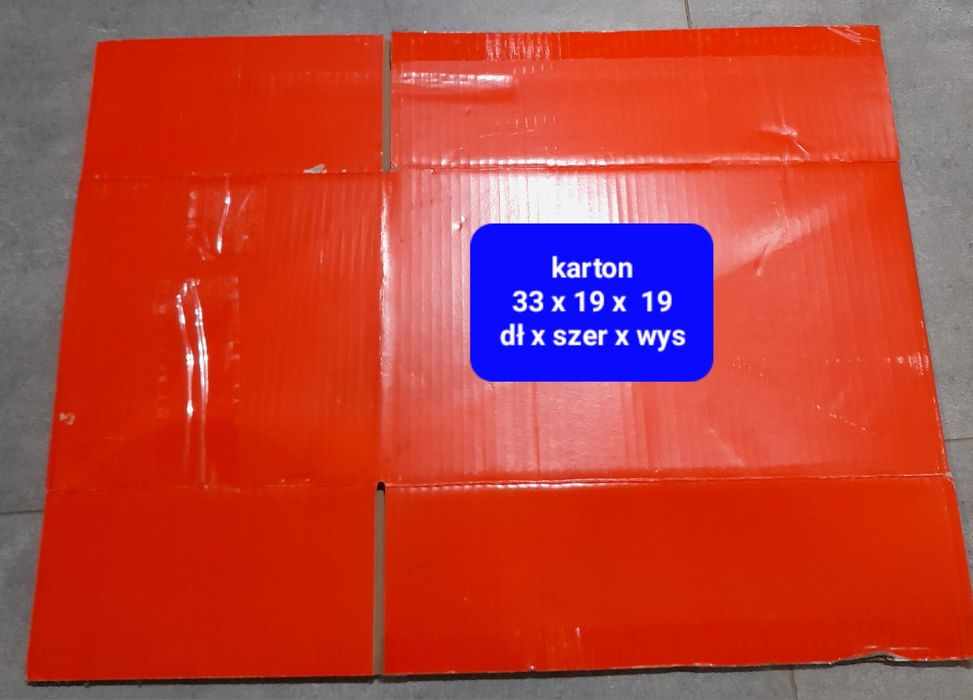 karton
33 x 19 x 19
dł x szer x wys